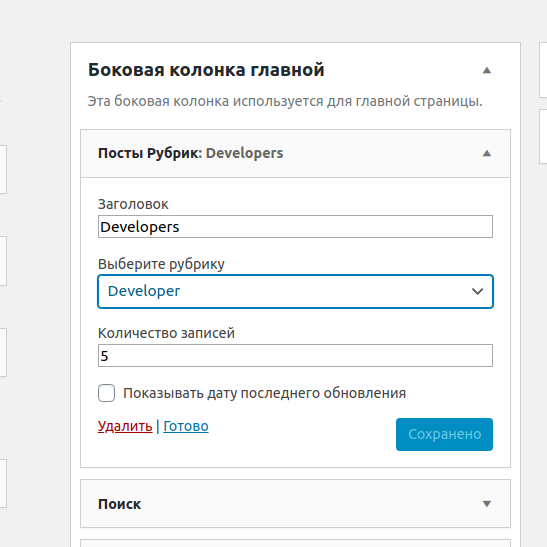 Боковая колонка главной
Эта боковая колонка используется для главной страницы.
Посты Рубрик: Developers
Заголовок
Developers
Выберите рубрику
Developer
Количество записей
5
Показывать дату последнего обновления
Удалить | Готово
Сохранено
Поиск